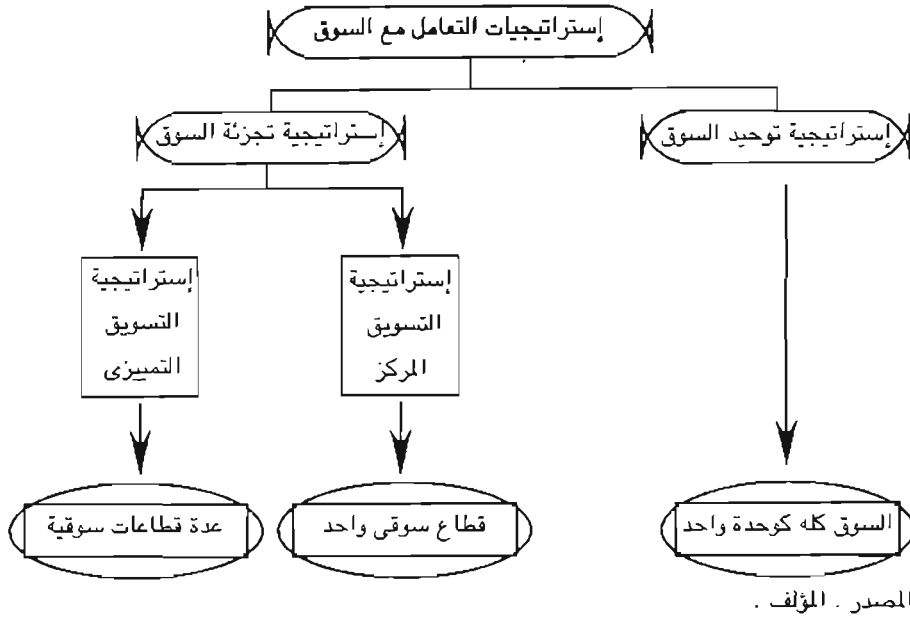 إستراتيجيات التعامل مع السوق
إستراتيجية توحيد السوق
إستراتيجية تجزئة السوق
إستراتيجية
التسويق
المركز
إستراتيجية
التسويق
التمييزى
السوق كله كوحدة واحد
قطاع سوقى واحد
عدة قطاعات سوقية
المصدر . المؤلف .